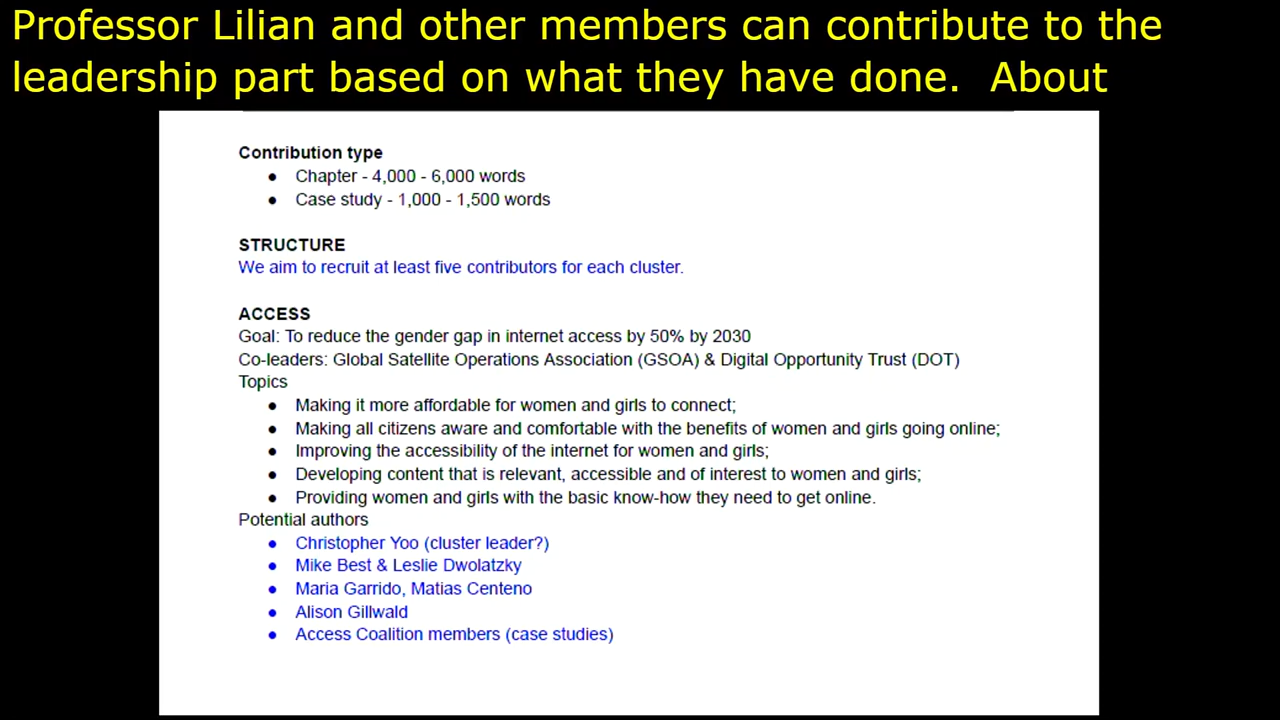 Professor Lilian and other members can contribute to the
leadership part based on what they have done.  About
Contribution type
● Chapter - 4,000 - 6,000 words
● Case study - 1,000 - 1,500 words
STRUCTURE
We aim to recruit at least five contributors for each cluster.
ACCESS
Goal: To reduce the gender gap in internet access by 50% by 2030
Co-leaders: Global Satellite Operations Association (GSOA) & Digital Opportunity Trust (DOT)
Topics
● Making it more affordable for women and girls to connect;
● Making all citizens aware and comfortable with the benefits of women and girls going online;
● Improving the accessibility of the internet for women and girls;
● Developing content that is relevant, accessible and of interest to women and girls;
● Providing women and girls with the basic know-how they need to get online.
Potential authors
● Christopher Yoo (cluster leader?)
● Mike Best & Leslie Dwolatzky
● Maria Garrido, Matias Centeno
● Alison Gillwald
● Access Coalition members (case studies)